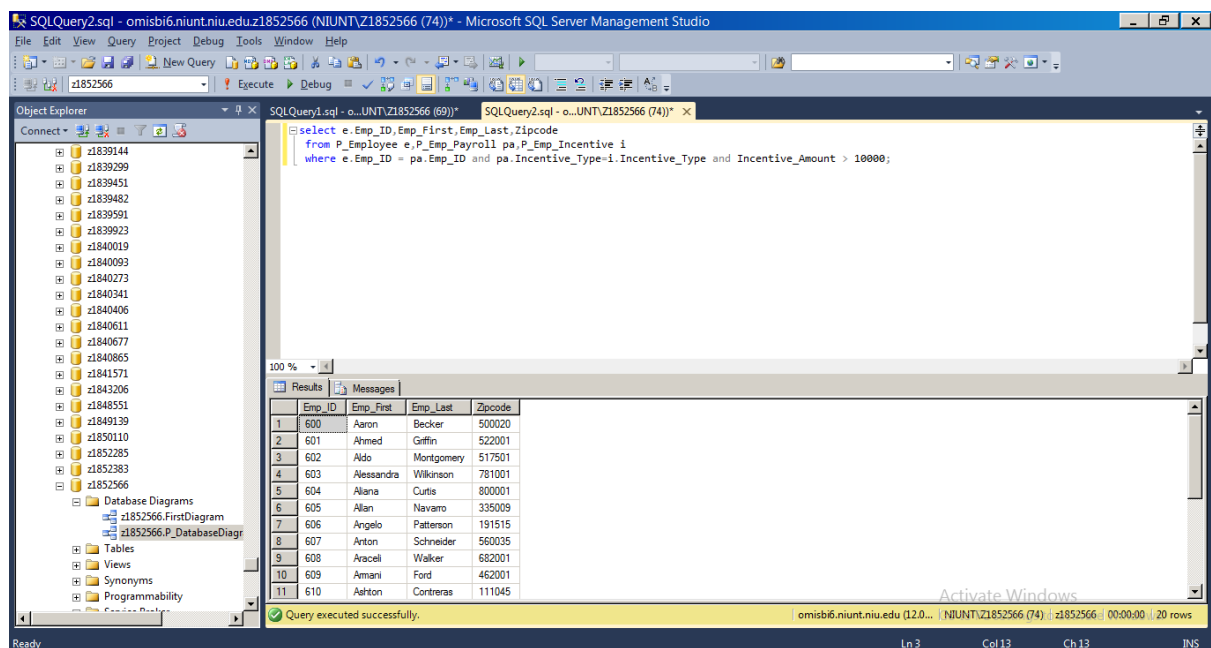 SQLQuery2.sql - omisbi6.niunt.niu.edu.z1852566 (NIUNT\Z1852566 (74))* - Microsoft SQL Server Management Studio
File Edit View Query Project Debug Tools Window Help
New Query
z1852566 Execute Debug
Object Explorer
Connect
z1839144
z1839299
z1839451
z1839482
z1839591
z1839923
z1840019
z1840093
z1840273
z1840341
z1840406
z1840611
z1840677
z1840865
z1841571
z1843206
z1848551
z1849139
z1850110
z1852285
z1852383
z1852566
Database Diagrams
z1852566.FirstDiagram
z1852566.P_DatabaseDiagr
Tables
Views
Synonyms
Programmability
SQLQuery1.sql - o...UNT\Z1852566 (69))* SQLQuery2.sql - o...UNT\Z1852566 (74))*
select e.Emp_ID,Emp_First,Emp_Last,Zipcode
from P_Employee e,P_Emp_Payroll pa,P_Emp_Incentive i
where e.Emp_ID = pa.Emp_ID and pa.Incentive_Type=i.Incentive_Type and Incentive_Amount > 10000;
100 %
Results Messages
Emp_ID Emp_First Emp_Last Zipcode
1 600 Aaron Becker 500020
2 601 Ahmed Griffin 522001
3 602 Aldo Montgomery 517501
4 603 Alessandra Wilkinson 781001
5 604 Aliana Curtis 800001
6 605 Allan Navarro 335009
7 606 Angelo Patterson 191515
8 607 Anton Schneider 560035
9 608 Araceli Walker 682001
10 609 Armani Ford 462001
11 610 Ashton Contreras 111045
Activate Windows
Query executed successfully. omisbi6.niunt.niu.edu (12.0... NIUNT\Z1852566 (74) z1852566 00:00:00 20 rows
Ready Ln 3 Col 13 Ch 13 INS